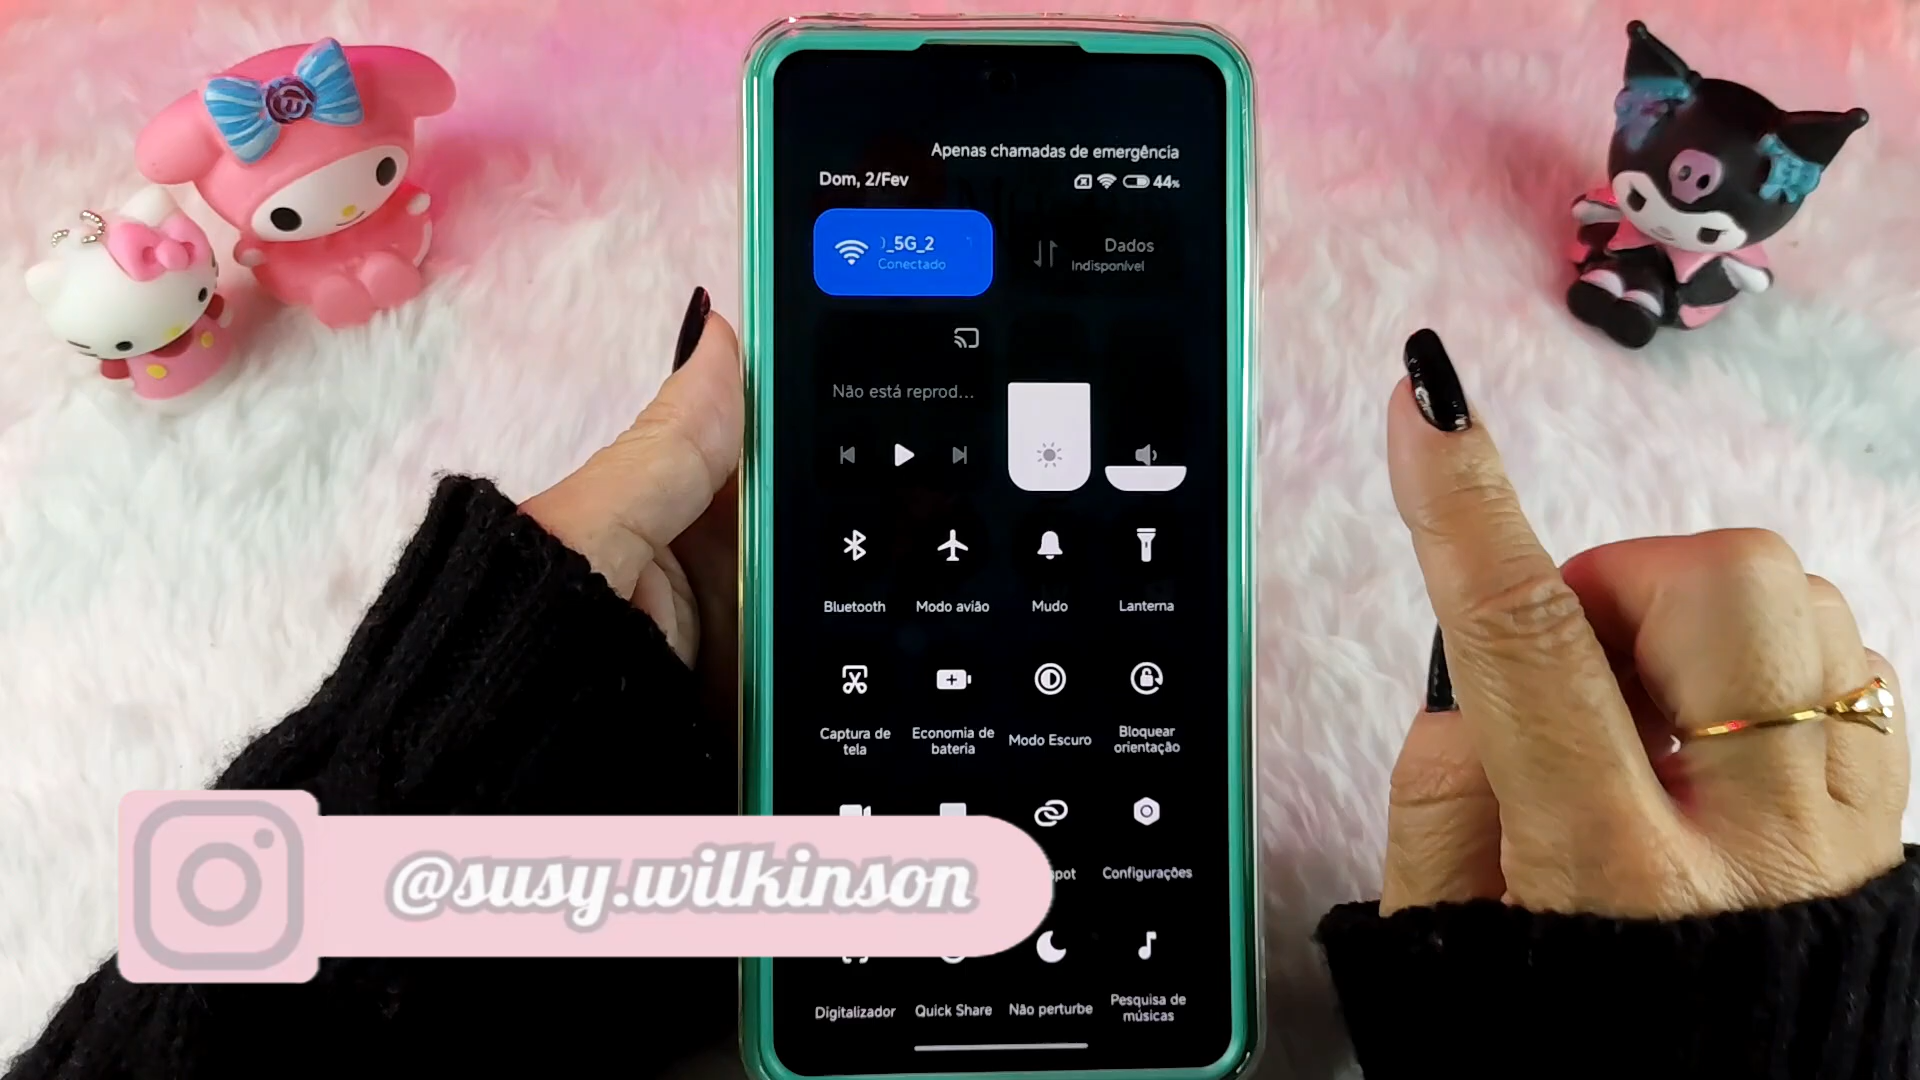 Apenas chamadas de emergência
Dom, 2/Fev
44%
_5G_2
Conectado
Dados
Indisponível
Não está reprod...
Bluetooth
Modo avião
Mudo
Lanterna
Captura de
tela
Economia de
bateria
Modo Escuro
Bloquear
orientação
@susy.wilkinson
pot
Configurações
Digitalizador
Quick Share
Não perturbe
Pesquisa de
músicas